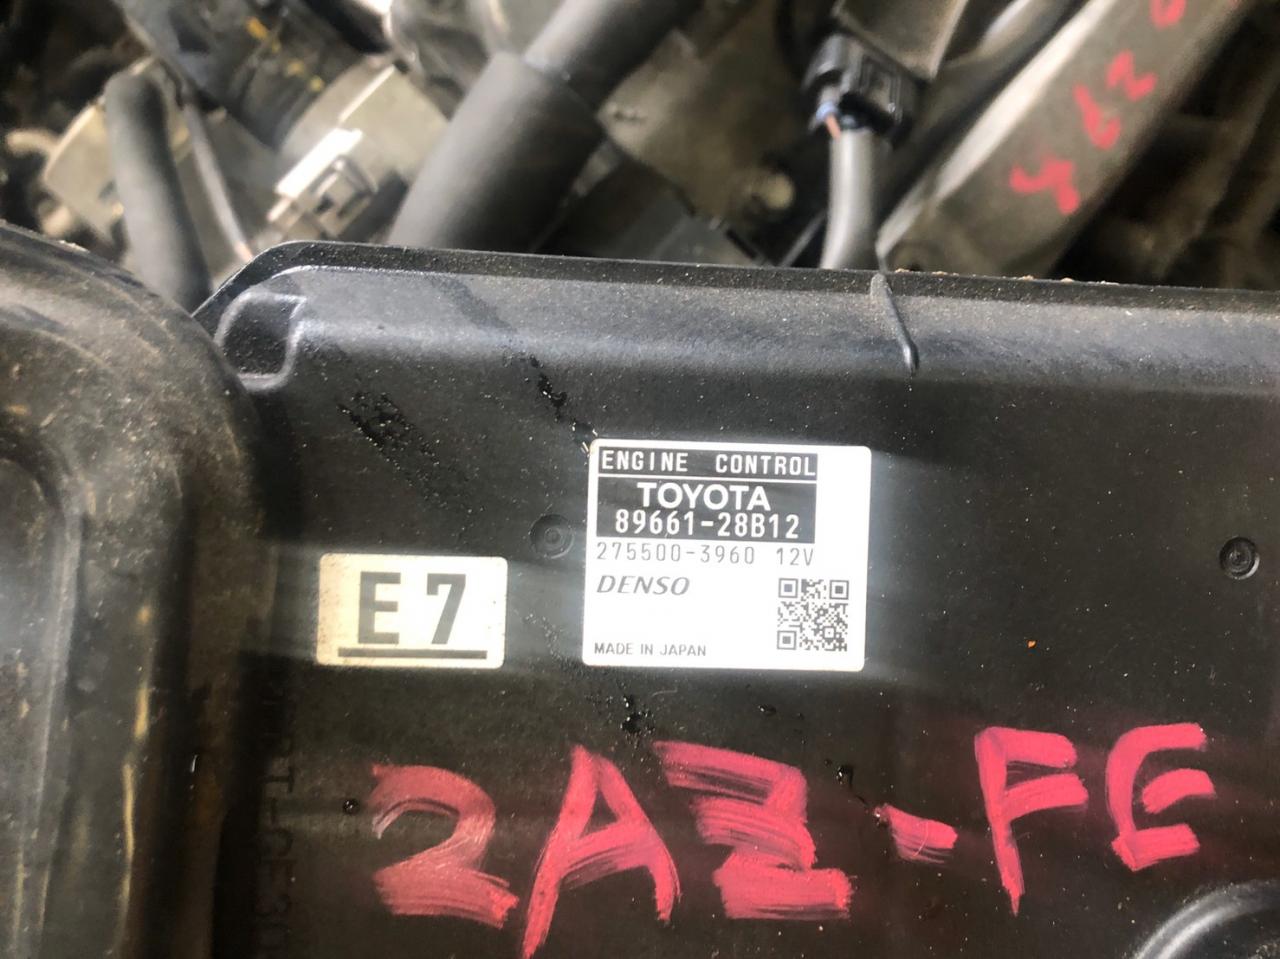 ENGINE CONTROL
TOYOTA
89661-28B12
275500-3960 12V
DENSO
MADE IN JAPAN
E7
2AZ-FE